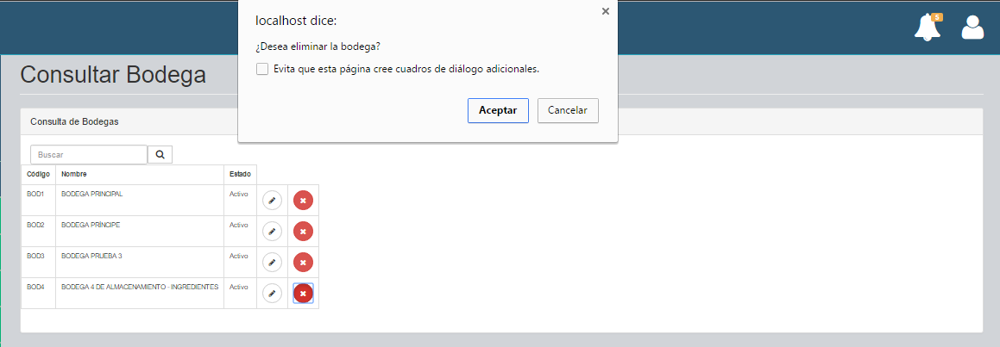 localhost dice:
¿Desea eliminar la bodega?
Evita que esta página cree cuadros de diálogo adicionales.
Aceptar Cancelar
5
Consultar Bodega
Consulta de Bodegas
Buscar
Código Nombre Estado
BOD1 BODEGA PRINCIPAL Activo
BOD2 BODEGA PRÍNCIPE Activo
BOD3 BODEGA PRUEBA 3 Activo
BOD4 BODEGA 4 DE ALMACENAMIENTO - INGREDIENTES Activo